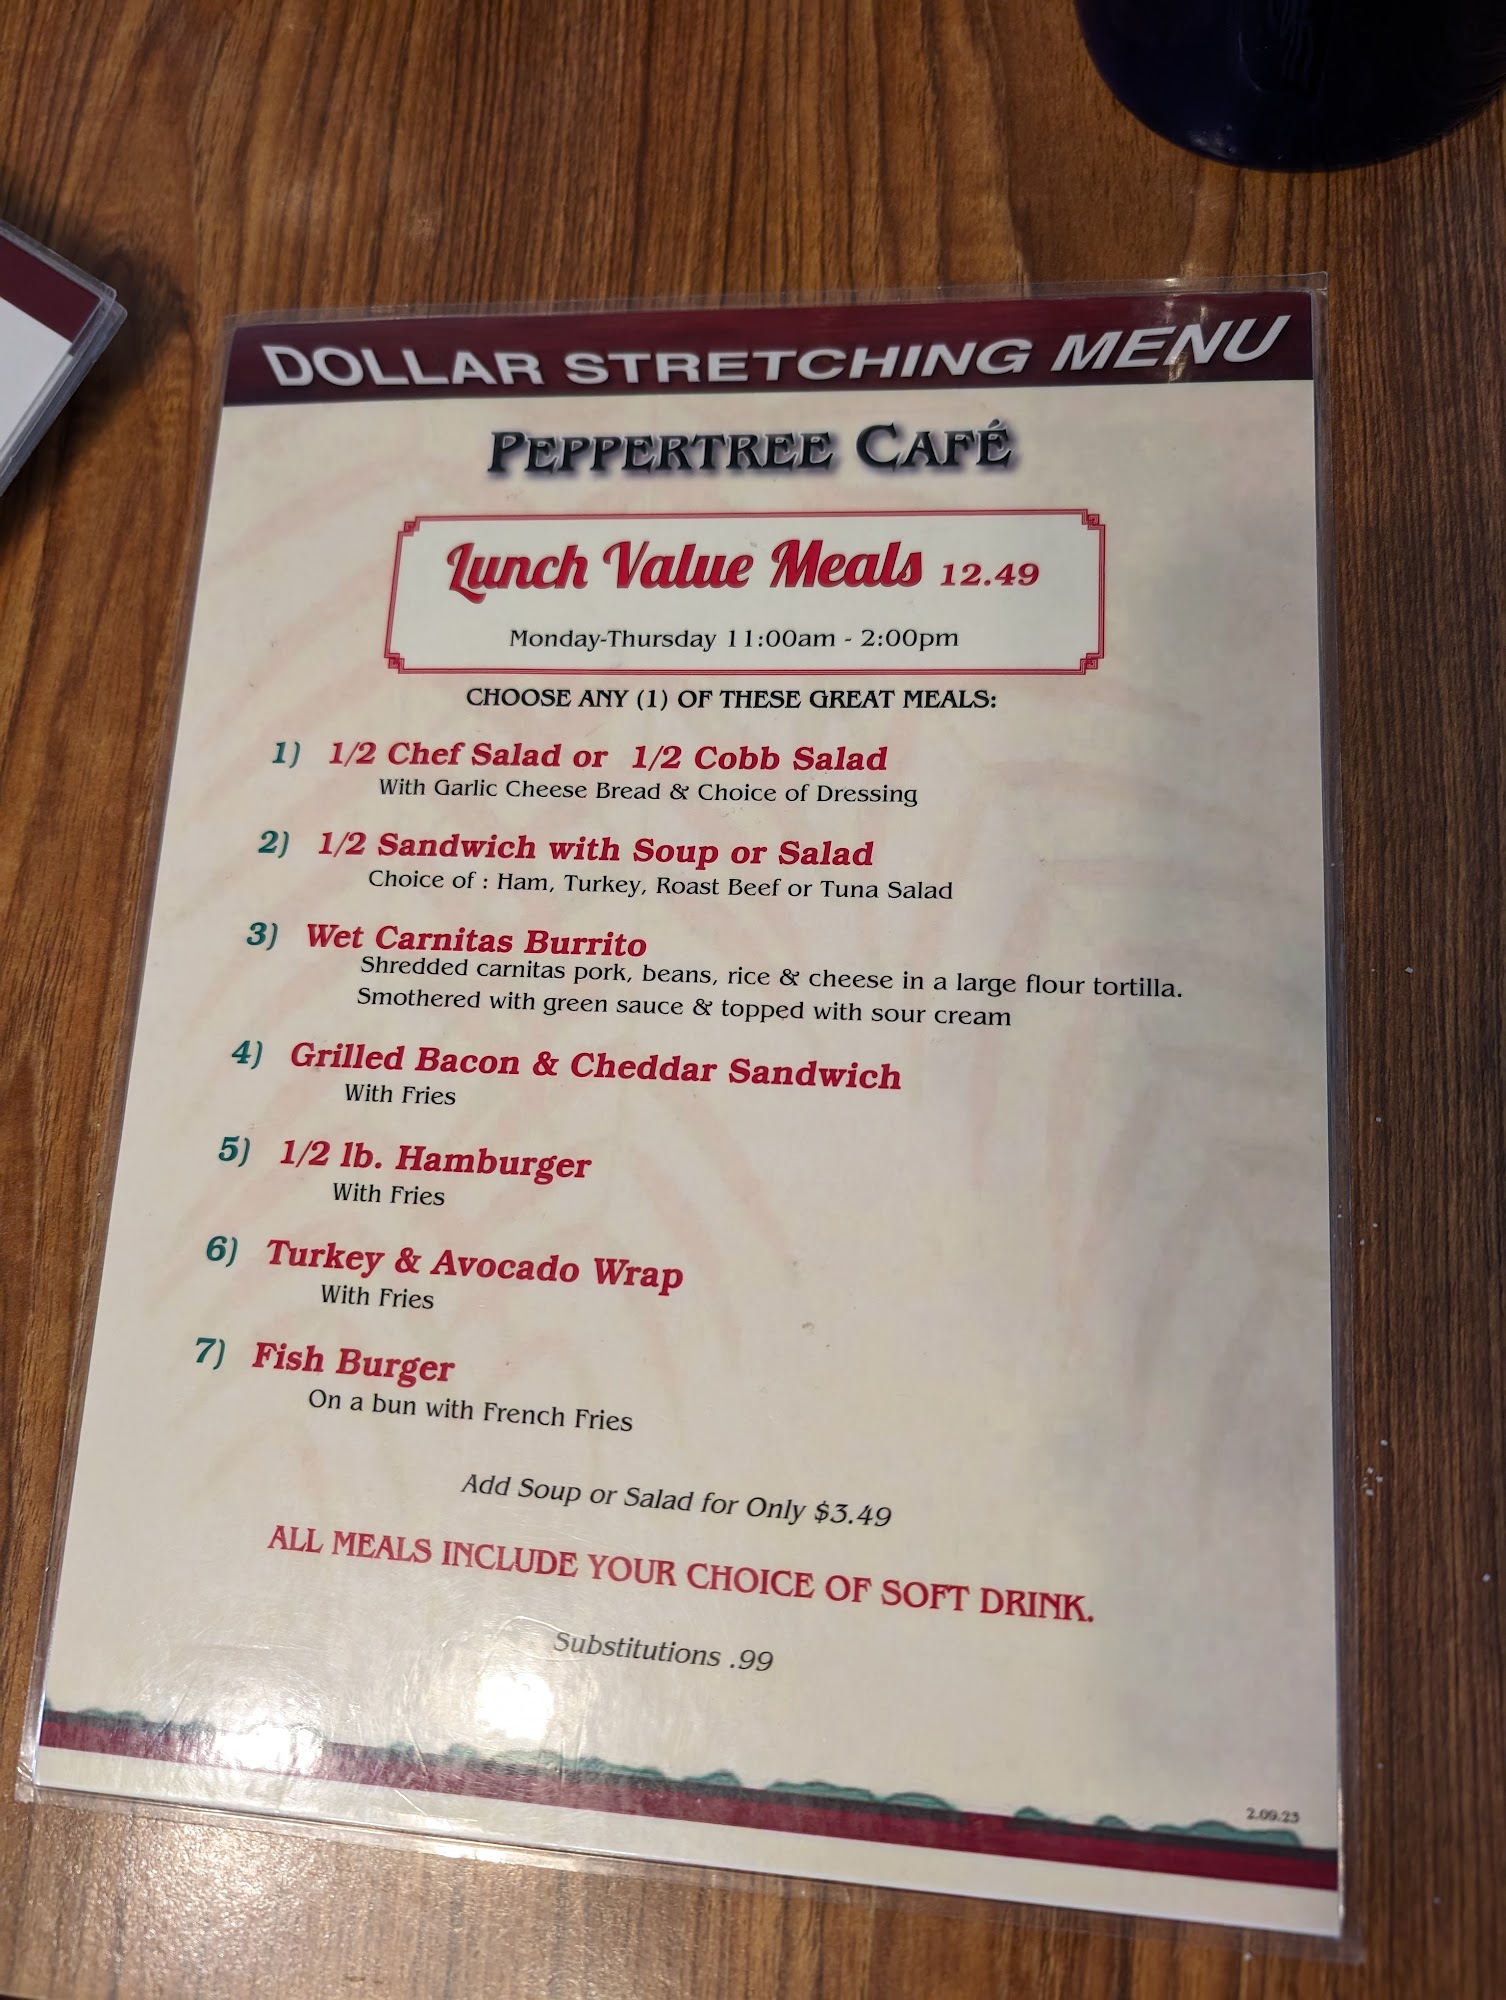 DOLLAR STRETCHING MENU
PEPPERTREE CAFÉ
Lunch Value Meals 12.49
Monday-Thursday 11:00am - 2:00pm
CHOOSE ANY (1) OF THESE GREAT MEALS:
1) 1/2 Chef Salad or 1/2 Cobb Salad
With Garlic Cheese Bread & Choice of Dressing
2) 1/2 Sandwich with Soup or Salad
Choice of : Ham, Turkey, Roast Beef or Tuna Salad
3) Wet Carnitas Burrito
Shredded carnitas pork, beans, rice & cheese in a large flour tortilla.
Smothered with green sauce & topped with sour cream
4) Grilled Bacon & Cheddar Sandwich
With Fries
5) 1/2 lb. Hamburger
With Fries
6) Turkey & Avocado Wrap
With Fries
7) Fish Burger
On a bun with French Fries
Add Soup or Salad for Only $3.49
ALL MEALS INCLUDE YOUR CHOICE OF SOFT DRINK.
Substitutions .99
2.09.23